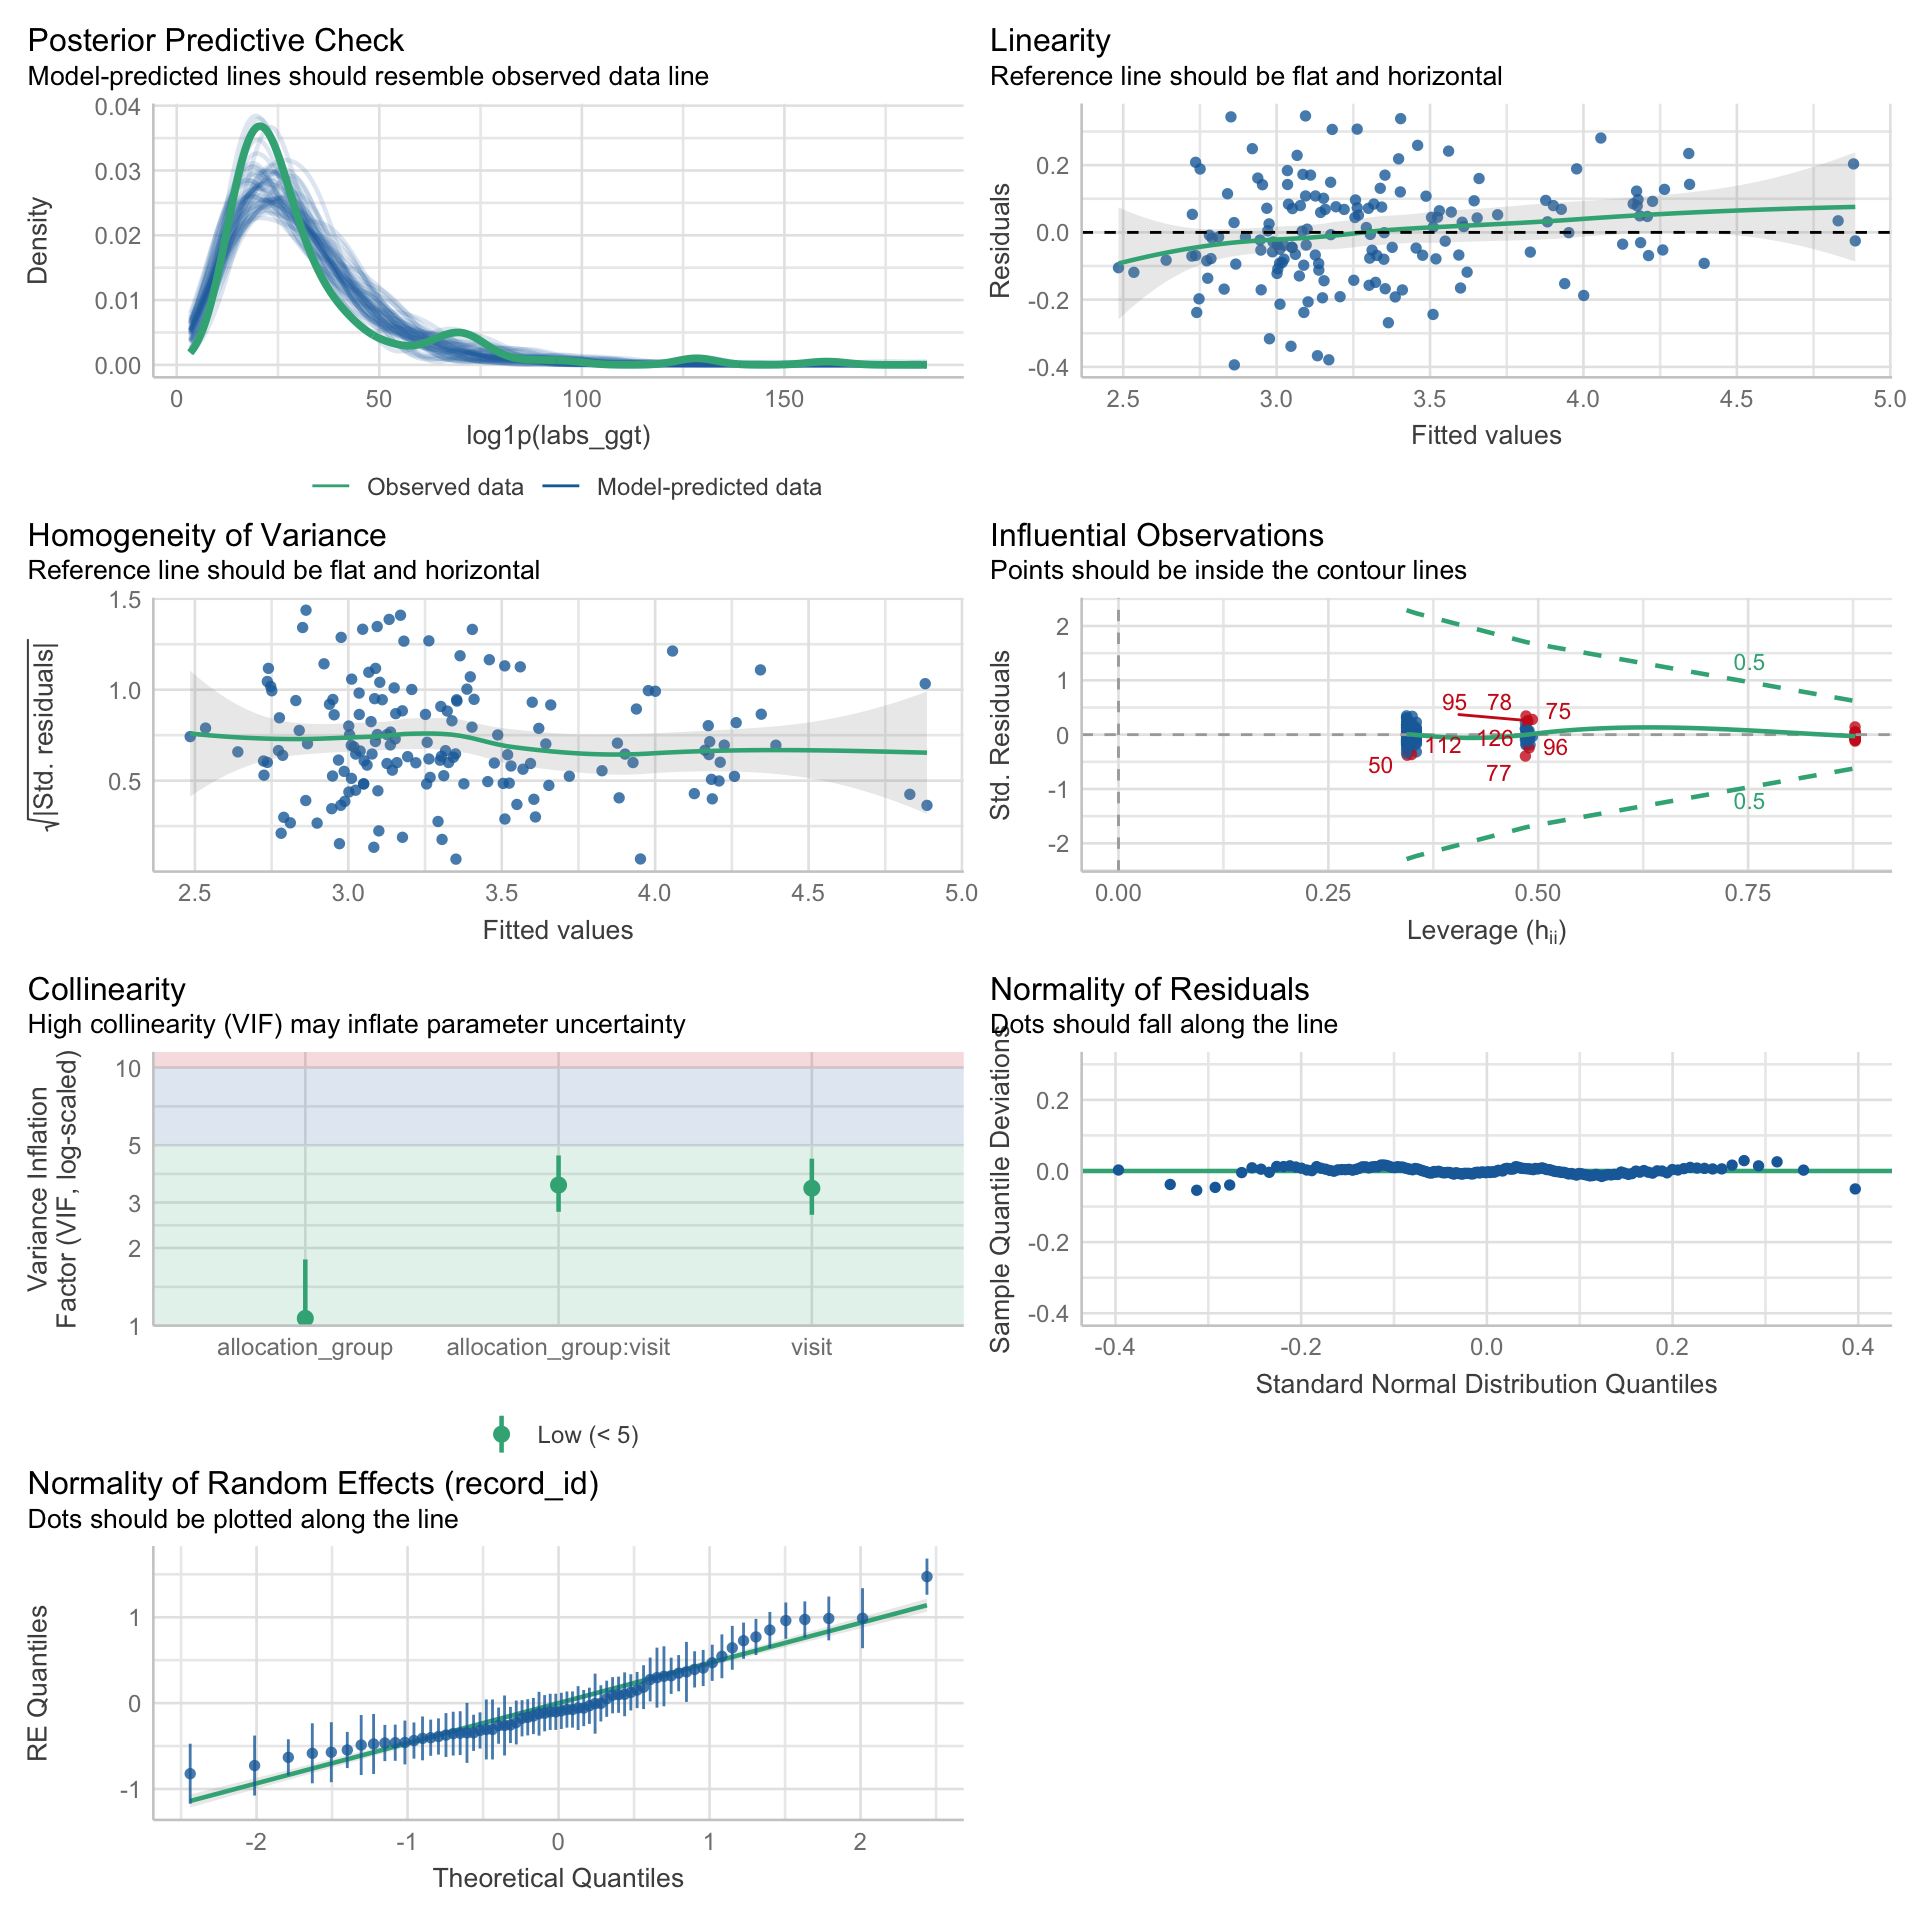 Posterior Predictive Check
Model-predicted lines should resemble observed data line
Density
0.04
0.03
0.02
0.01
0.00
0
50
100
150
log1p(labs_ggt)
Observed data
Model-predicted data
Linearity
Reference line should be flat and horizontal
Residuals
0.2
0.0
-0.2
-0.4
2.5
3.0
3.5
4.0
4.5
5.0
Fitted values
Homogeneity of Variance
Reference line should be flat and horizontal
√|Std. residuals|
1.5
1.0
0.5
2.5
3.0
3.5
4.0
4.5
5.0
Fitted values
Influential Observations
Points should be inside the contour lines
Std. Residuals
2
1
0
-1
-2
0.5
95
78
75
112
126
96
50
77
0.5
0.00
0.25
0.50
0.75
Leverage (hii)
Collinearity
High collinearity (VIF) may inflate parameter uncertainty
Variance Inflation
Factor (VIF, log-scaled)
10
5
3
2
1
allocation_group
allocation_group:visit
visit
Low (< 5)
Normality of Residuals
Dots should fall along the line
Sample Quantile Deviations
0.2
0.0
-0.2
-0.4
-0.4
-0.2
0.0
0.2
0.4
Standard Normal Distribution Quantiles
Normality of Random Effects (record_id)
Dots should be plotted along the line
RE Quantiles
1
0
-1
-2
-1
0
1
2
Theoretical Quantiles